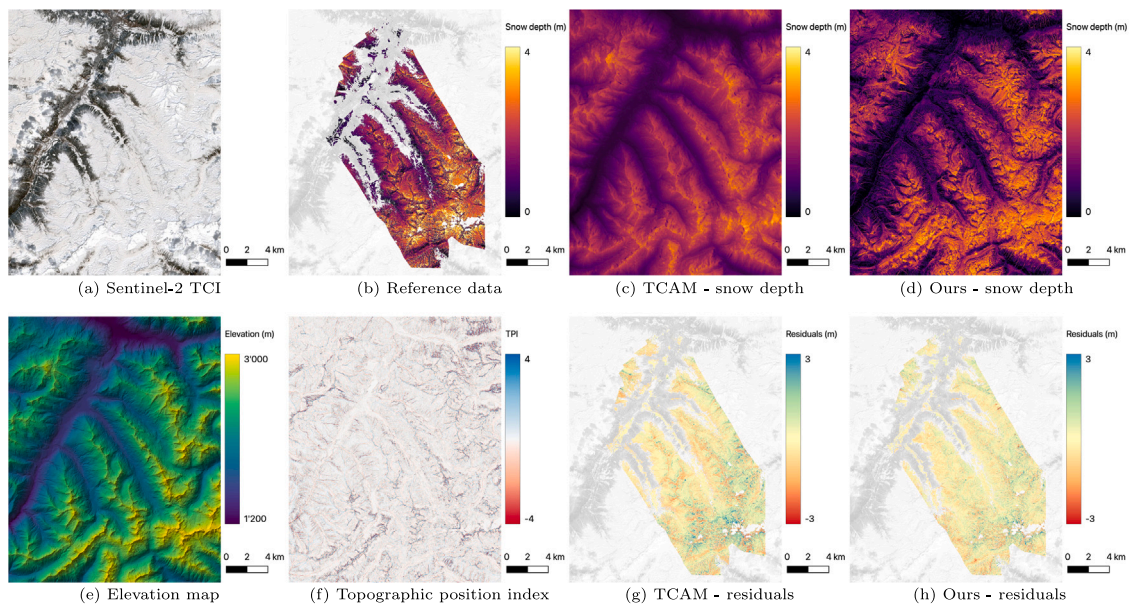 Snow depth (m)
4
0
0 2 4 km
0 2 4 km
Snow depth (m)
4
0
0 2 4 km
Snow depth (m)
4
0
0 2 4 km
(a) Sentinel-2 TCI
(b) Reference data
(c) TCAM - snow depth
(d) Ours - snow depth
Elevation (m)
3'000
1'200
0 2 4 km
TPI
4
-4
0 2 4 km
Residuals (m)
3
-3
0 2 4 km
Residuals (m)
3
-3
0 2 4 km
(e) Elevation map
(f) Topographic position index
(g) TCAM - residuals
(h) Ours - residuals